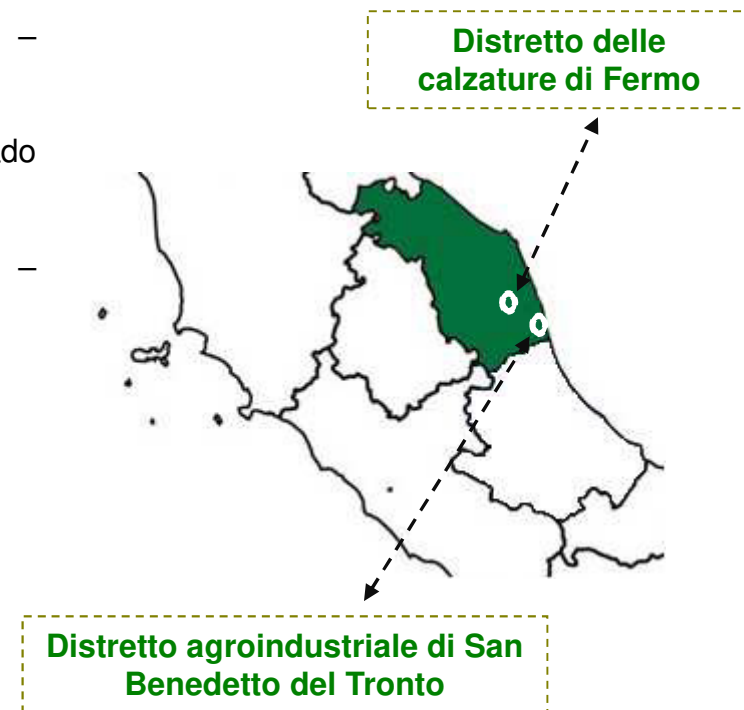 –
Distretto delle
calzature di Fermo
do
–
Distretto agroindustriale di San
Benedetto del Tronto